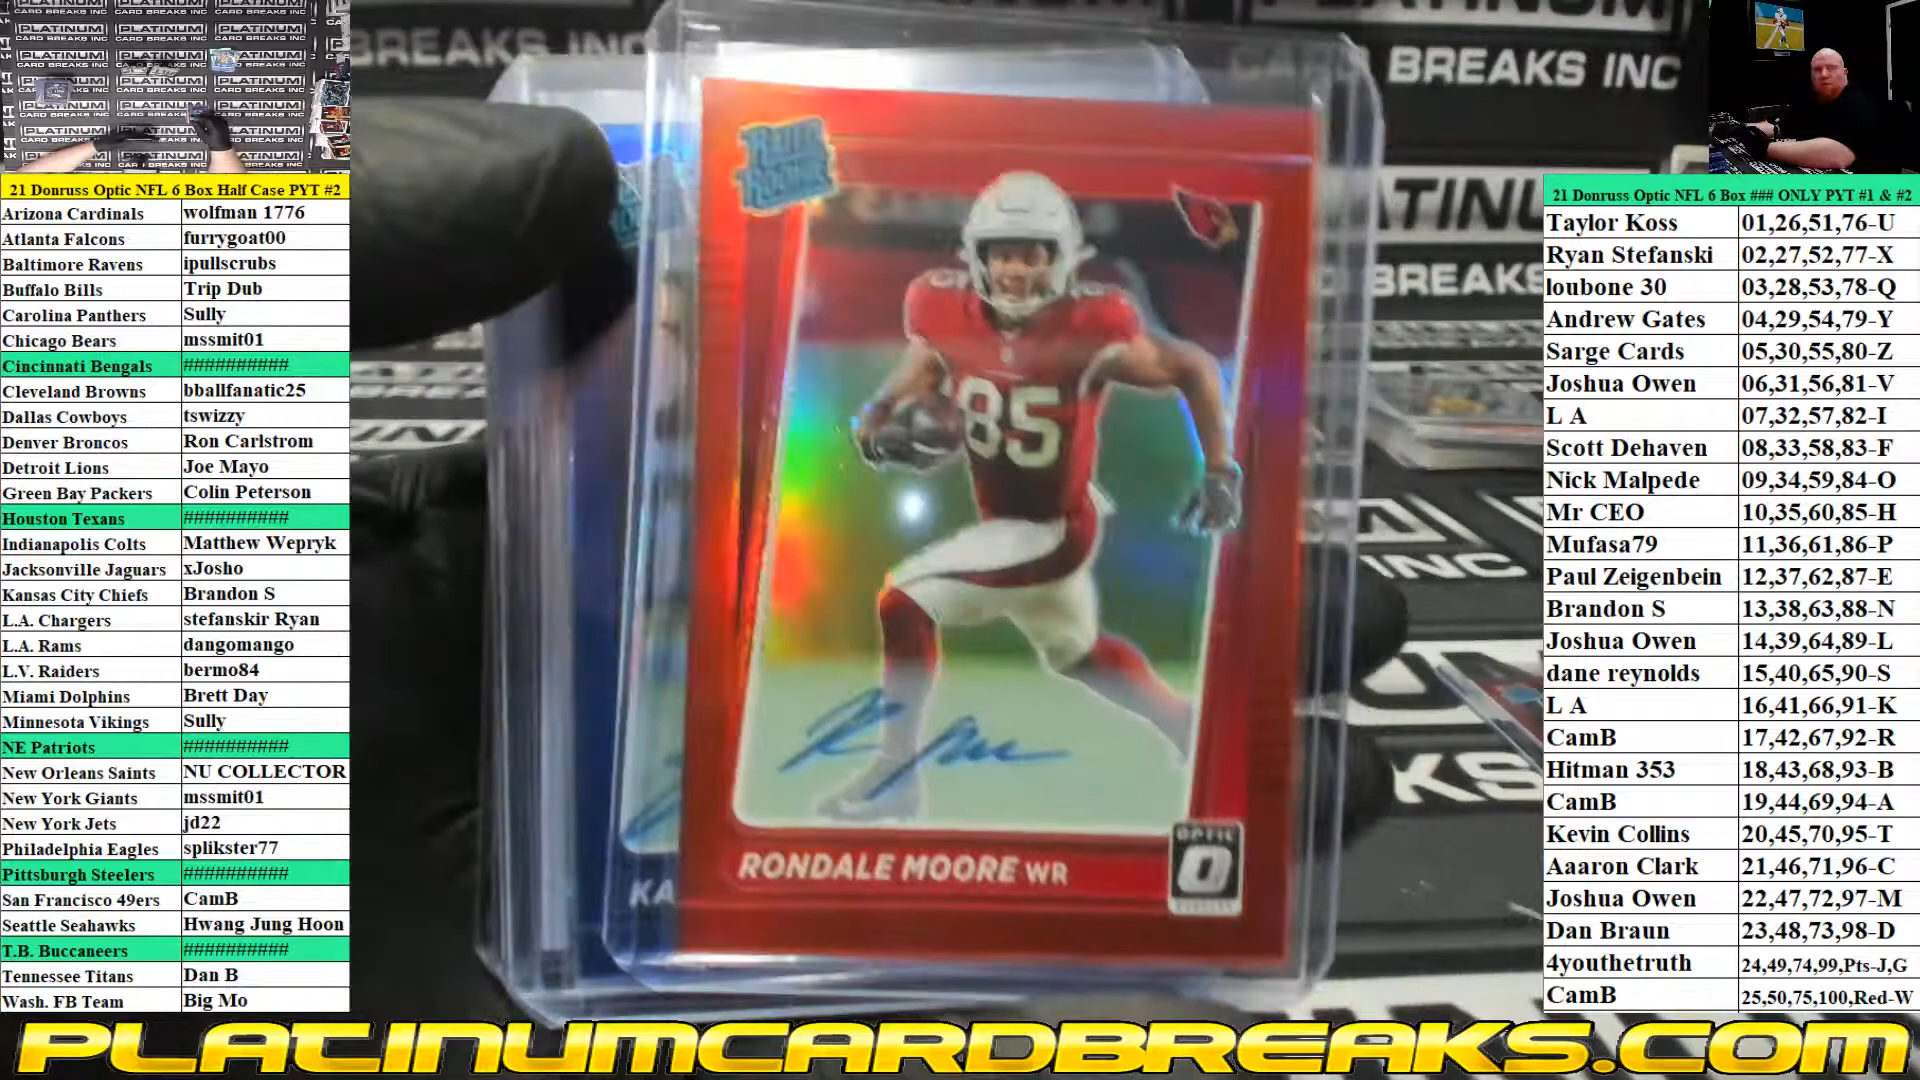 21 Donruss Optic NFL 6 Box Half Case PYT #2
Arizona Cardinals wolfman 1776
Atlanta Falcons furrygoat00
Baltimore Ravens ipullscrubs
Buffalo Bills Trip Dub
Carolina Panthers Sully
Chicago Bears mssmit01
Cincinnati Bengals ##########
Cleveland Browns bballfanatic25
Dallas Cowboys tswizzy
Denver Broncos Ron Carlstrom
Detroit Lions Joe Mayo
Green Bay Packers Colin Peterson
Houston Texans ##########
Indianapolis Colts Matthew Wepryk
Jacksonville Jaguars xJosho
Kansas City Chiefs Brandon S
L.A. Chargers stefanskir Ryan
L.A. Rams dangomango
L.V. Raiders bermo84
Miami Dolphins Brett Day
Minnesota Vikings Sully
NE Patriots ##########
New Orleans Saints NU COLLECTOR
New York Giants mssmit01
New York Jets jd22
Philadelphia Eagles splikster77
Pittsburgh Steelers ##########
San Francisco 49ers CamB
Seattle Seahawks Hwang Jung Hoon
T.B. Buccaneers ##########
Tennessee Titans Dan B
Wash. FB Team Big Mo
PLATINUM
CARD BREAKS INC
BREAKS INC
BREAKS INC
Rated
Rookie
85
RONDALE MOORE WR
OPTIC
KA
21 Donruss Optic NFL 6 Box ### ONLY PYT #1 & #2
Taylor Koss 01,26,51,76-U
Ryan Stefanski 02,27,52,77-X
loubone 30 03,28,53,78-Q
Andrew Gates 04,29,54,79-Y
Sarge Cards 05,30,55,80-Z
Joshua Owen 06,31,56,81-V
L A 07,32,57,82-I
Scott Dehaven 08,33,58,83-F
Nick Malpede 09,34,59,84-O
Mr CEO 10,35,60,85-H
Mufasa79 11,36,61,86-P
Paul Zeigenbein 12,37,62,87-E
Brandon S 13,38,63,88-N
Joshua Owen 14,39,64,89-L
dane reynolds 15,40,65,90-S
L A 16,41,66,91-K
CamB 17,42,67,92-R
Hitman 353 18,43,68,93-B
CamB 19,44,69,94-A
Kevin Collins 20,45,70,95-T
Aaaron Clark 21,46,71,96-C
Joshua Owen 22,47,72,97-M
Dan Braun 23,48,73,98-D
4youthetruth 24,49,74,99,Pts-J,G
CamB 25,50,75,100,Red-W
PLATINUMCARDBREAKS.COM